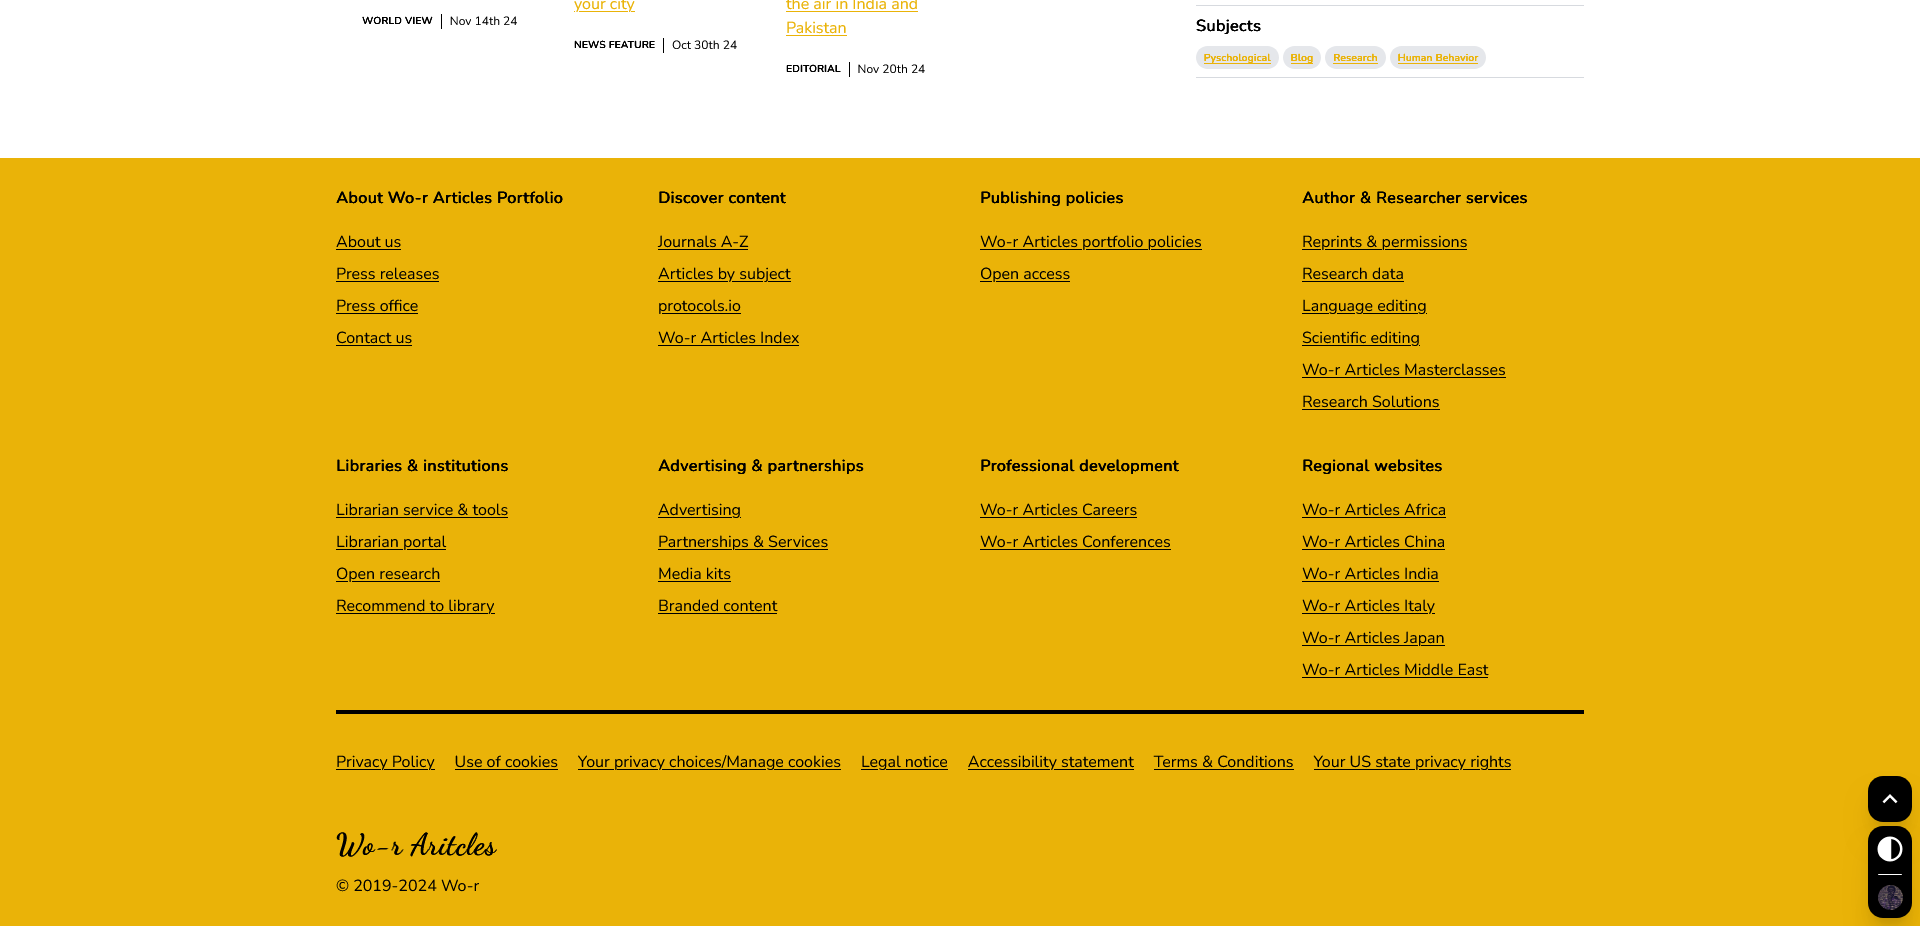 your city
the air in India and
Pakistan
WORLD VIEW | Nov 14th 24
NEWS FEATURE | Oct 30th 24
EDITORIAL | Nov 20th 24
Subjects
Pyschological Blog Research Human Behavior
About Wo-r Articles Portfolio
About us
Press releases
Press office
Contact us
Discover content
Journals A-Z
Articles by subject
protocols.io
Wo-r Articles Index
Publishing policies
Wo-r Articles portfolio policies
Open access
Author & Researcher services
Reprints & permissions
Research data
Language editing
Scientific editing
Wo-r Articles Masterclasses
Research Solutions
Libraries & institutions
Librarian service & tools
Librarian portal
Open research
Recommend to library
Advertising & partnerships
Advertising
Partnerships & Services
Media kits
Branded content
Professional development
Wo-r Articles Careers
Wo-r Articles Conferences
Regional websites
Wo-r Articles Africa
Wo-r Articles China
Wo-r Articles India
Wo-r Articles Italy
Wo-r Articles Japan
Wo-r Articles Middle East
Privacy Policy Use of cookies Your privacy choices/Manage cookies Legal notice Accessibility statement Terms & Conditions Your US state privacy rights
Wo-r Aritcles
© 2019-2024 Wo-r